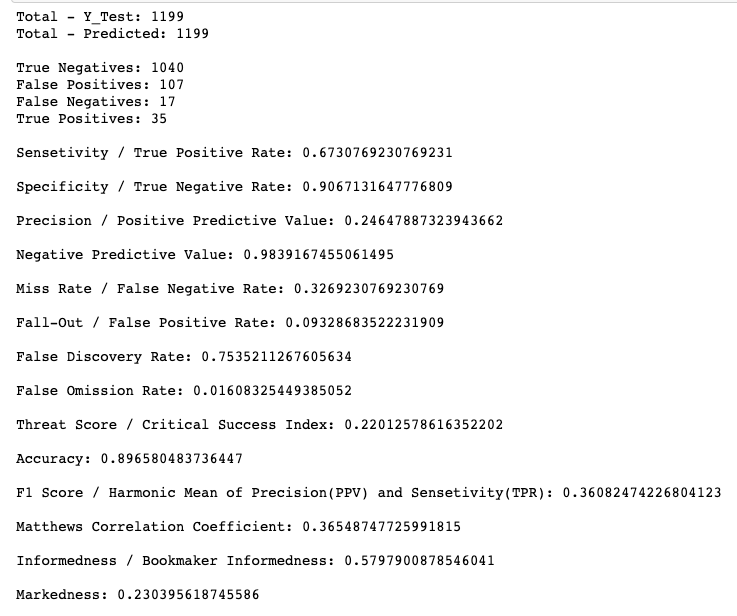 Total - Y_Test: 1199
Total - Predicted: 1199
True Negatives: 1040
False Positives: 107
False Negatives: 17
True Positives: 35
Sensetivity / True Positive Rate: 0.6730769230769231
Specificity / True Negative Rate: 0.9067131647776809
Precision / Positive Predictive Value: 0.24647887323943662
Negative Predictive Value: 0.9839167455061495
Miss Rate / False Negative Rate: 0.3269230769230769
Fall-Out / False Positive Rate: 0.09328683522231909
False Discovery Rate: 0.7535211267605634
False Omission Rate: 0.01608325449385052
Threat Score / Critical Success Index: 0.22012578616352202
Accuracy: 0.896580483736447
F1 Score / Harmonic Mean of Precision(PPV) and Sensetivity(TPR): 0.36082474226804123
Matthews Correlation Coefficient: 0.36548747725991815
Informedness / Bookmaker Informedness: 0.5797900878546041
Markedness: 0.230395618745586